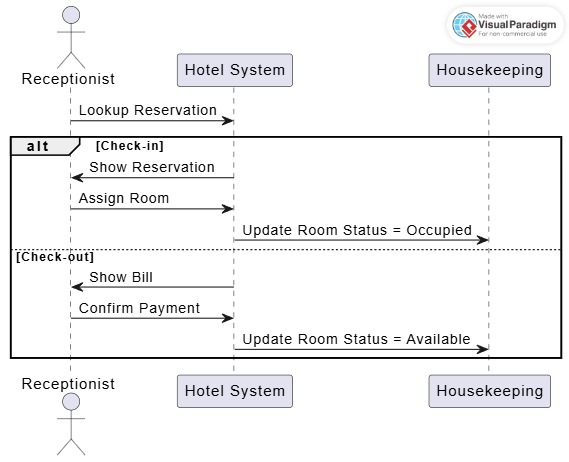 Made with
Visual Paradigm
For non-commercial use
Receptionist
Hotel System
Housekeeping
Lookup Reservation
alt
[Check-in]
Show Reservation
Assign Room
Update Room Status = Occupied
[Check-out]
Show Bill
Confirm Payment
Update Room Status = Available
Receptionist
Hotel System
Housekeeping